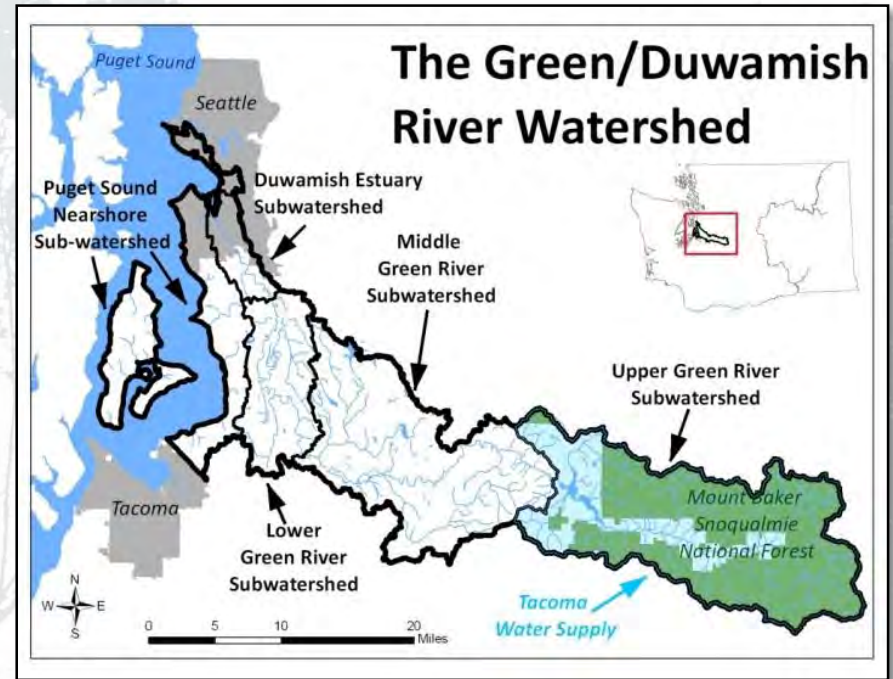 The Green/Duwamish
River Watershed
Puget Sound
Seattle
Puget Sound
Nearshore
Sub-watershed
Duwamish Estuary
Subwatershed
Middle
Green River
Subwatershed
Upper Green River
Subwatershed
Mount Baker
Snoqualmie
National Forest
Tacoma
Lower
Green River
Subwatershed
Tacoma
Water Supply
N
W E
S
0 5 10 20
Miles